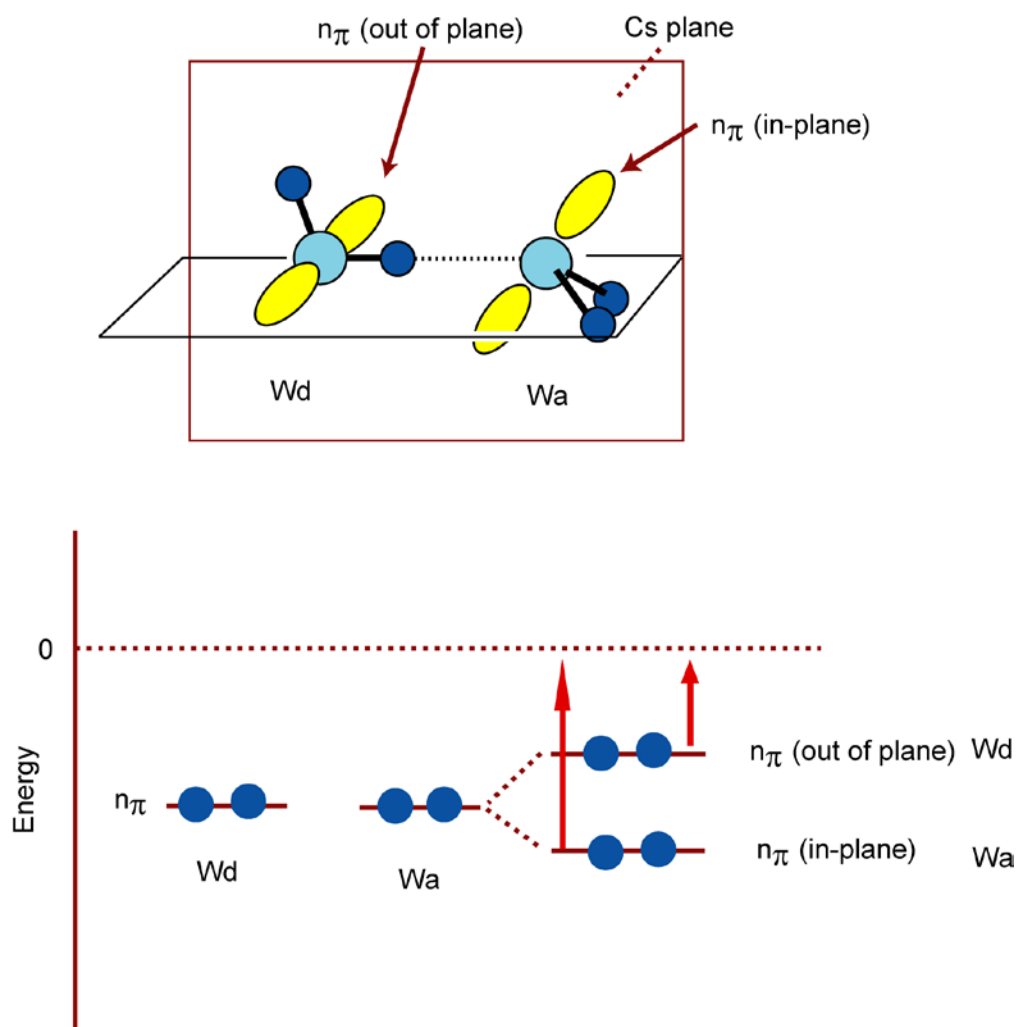 nπ (out of plane)
Cs plane
nπ (in-plane)
Wd
Wa
0
Energy
nπ (out of plane) Wd
nπ
nπ (in-plane) Wa
Wd
Wa